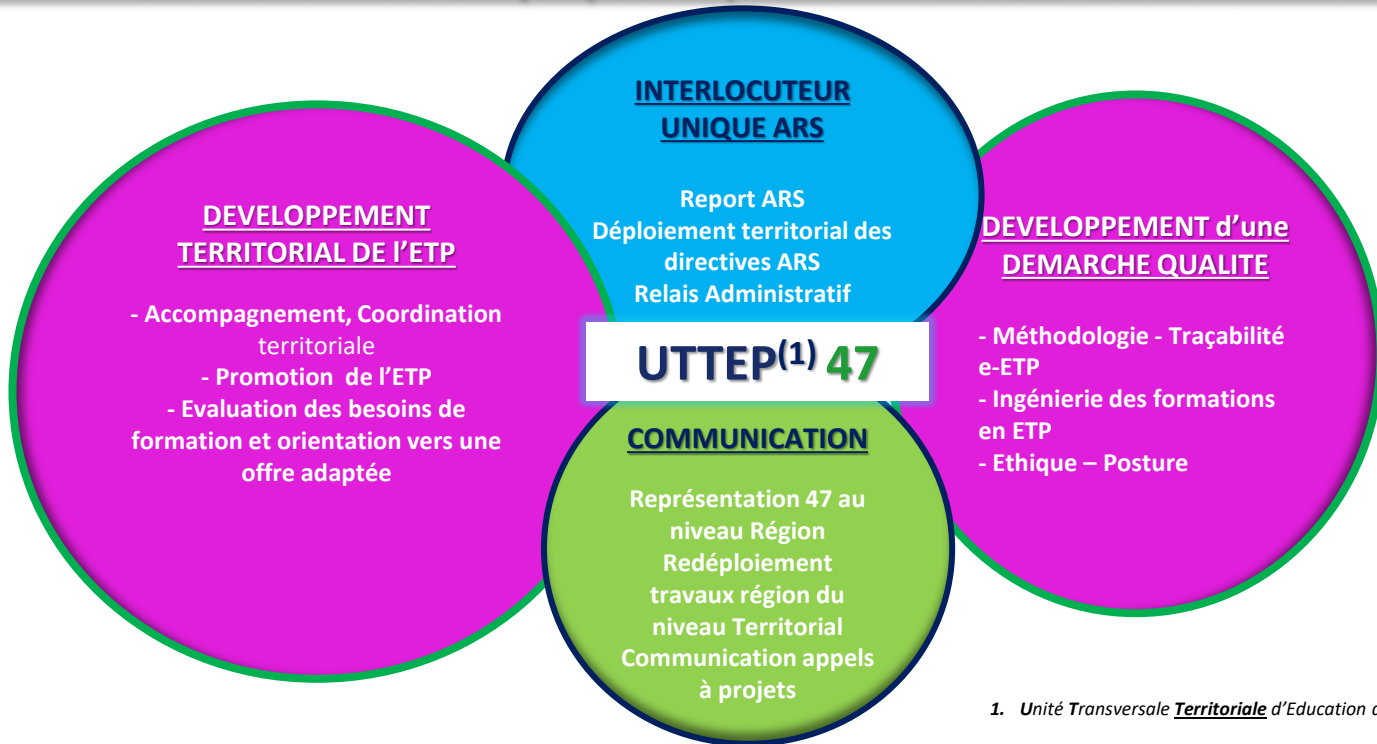 INTERLOCUTEUR
UNIQUE ARS
Report ARS
Déploiement territorial des
directives ARS
Relais Administratif
DEVELOPPEMENT
TERRITORIAL DE l’ETP
- Accompagnement, Coordination
territoriale
- Promotion de l’ETP
- Evaluation des besoins de
formation et orientation vers une
offre adaptée
UTTEP(1) 47
DEVELOPPEMENT d’une
DEMARCHE QUALITE
- Méthodologie - Traçabilité
e-ETP
- Ingénierie des formations
en ETP
- Ethique – Posture
COMMUNICATION
Représentation 47 au
niveau Région
Redéploiement
travaux région du
niveau Territorial
Communication appels
à projets
1. Unité Transversale Territoriale d’Education